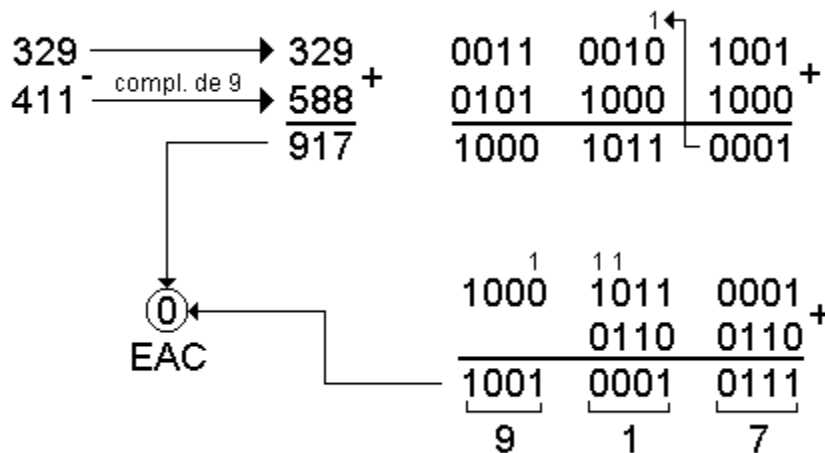 1
329 329 0011 0010 1001
- compl. de 9 + +
411 588 0101 1000 1000
917 1000 1011 0001
1 1 1
1000 1011 0001
0 +
0110 0110
EAC
1001 0001 0111
9 1 7